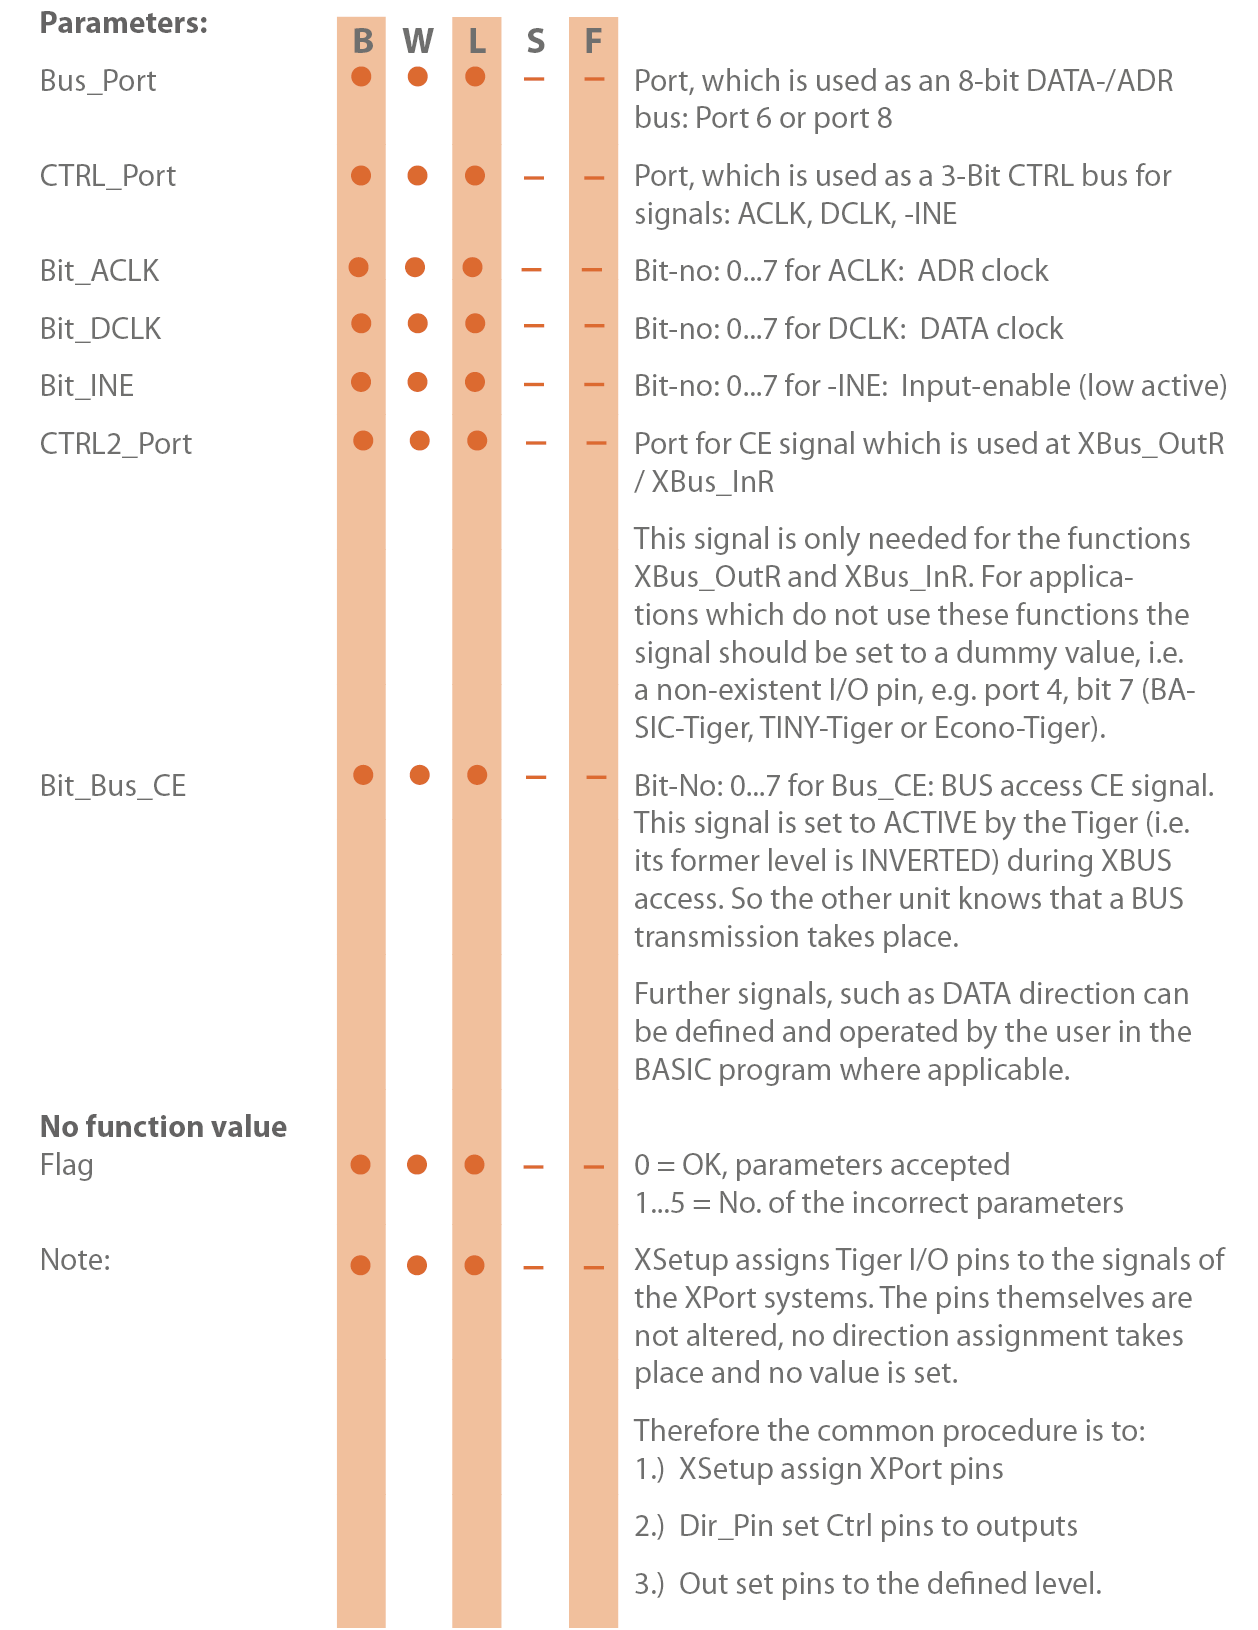 Parameters:
B W L S F
Bus_Port ● ● ● – – Port, which is used as an 8-bit DATA-/ADR
bus: Port 6 or port 8
CTRL_Port ● ● ● – – Port, which is used as a 3-Bit CTRL bus for
signals: ACLK, DCLK, -INE
Bit_ACLK ● ● ● – – Bit-no: 0...7 for ACLK: ADR clock
Bit_DCLK ● ● ● – – Bit-no: 0...7 for DCLK: DATA clock
Bit_INE ● ● ● – – Bit-no: 0...7 for -INE: Input-enable (low active)
CTRL2_Port ● ● ● – – Port for CE signal which is used at XBus_OutR
/ XBus_InR
This signal is only needed for the functions
XBus_OutR and XBus_InR. For applica-
tions which do not use these functions the
signal should be set to a dummy value, i.e.
a non-existent I/O pin, e.g. port 4, bit 7 (BA-
SIC-Tiger, TINY-Tiger or Econo-Tiger).
Bit_Bus_CE ● ● ● – – Bit-No: 0...7 for Bus_CE: BUS access CE signal.
This signal is set to ACTIVE by the Tiger (i.e.
its former level is INVERTED) during XBUS
access. So the other unit knows that a BUS
transmission takes place.
Further signals, such as DATA direction can
be defined and operated by the user in the
BASIC program where applicable.
No function value
Flag ● ● ● – – 0 = OK, parameters accepted
1...5 = No. of the incorrect parameters
Note: ● ● ● – – XSetup assigns Tiger I/O pins to the signals of
the XPort systems. The pins themselves are
not altered, no direction assignment takes
place and no value is set.
Therefore the common procedure is to:
1.) XSetup assign XPort pins
2.) Dir_Pin set Ctrl pins to outputs
3.) Out set pins to the defined level.